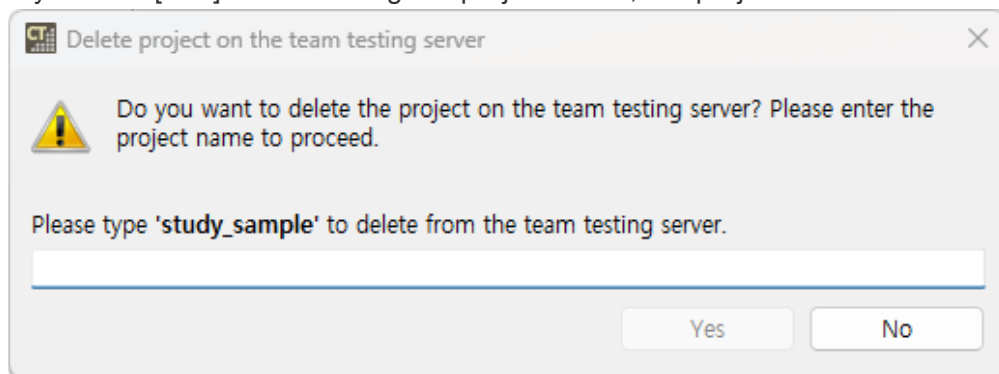 CT
Delete project on the team testing server
Do you want to delete the project on the team testing server? Please enter the
project name to proceed.
Please type 'study_sample' to delete from the team testing server.
Yes
No